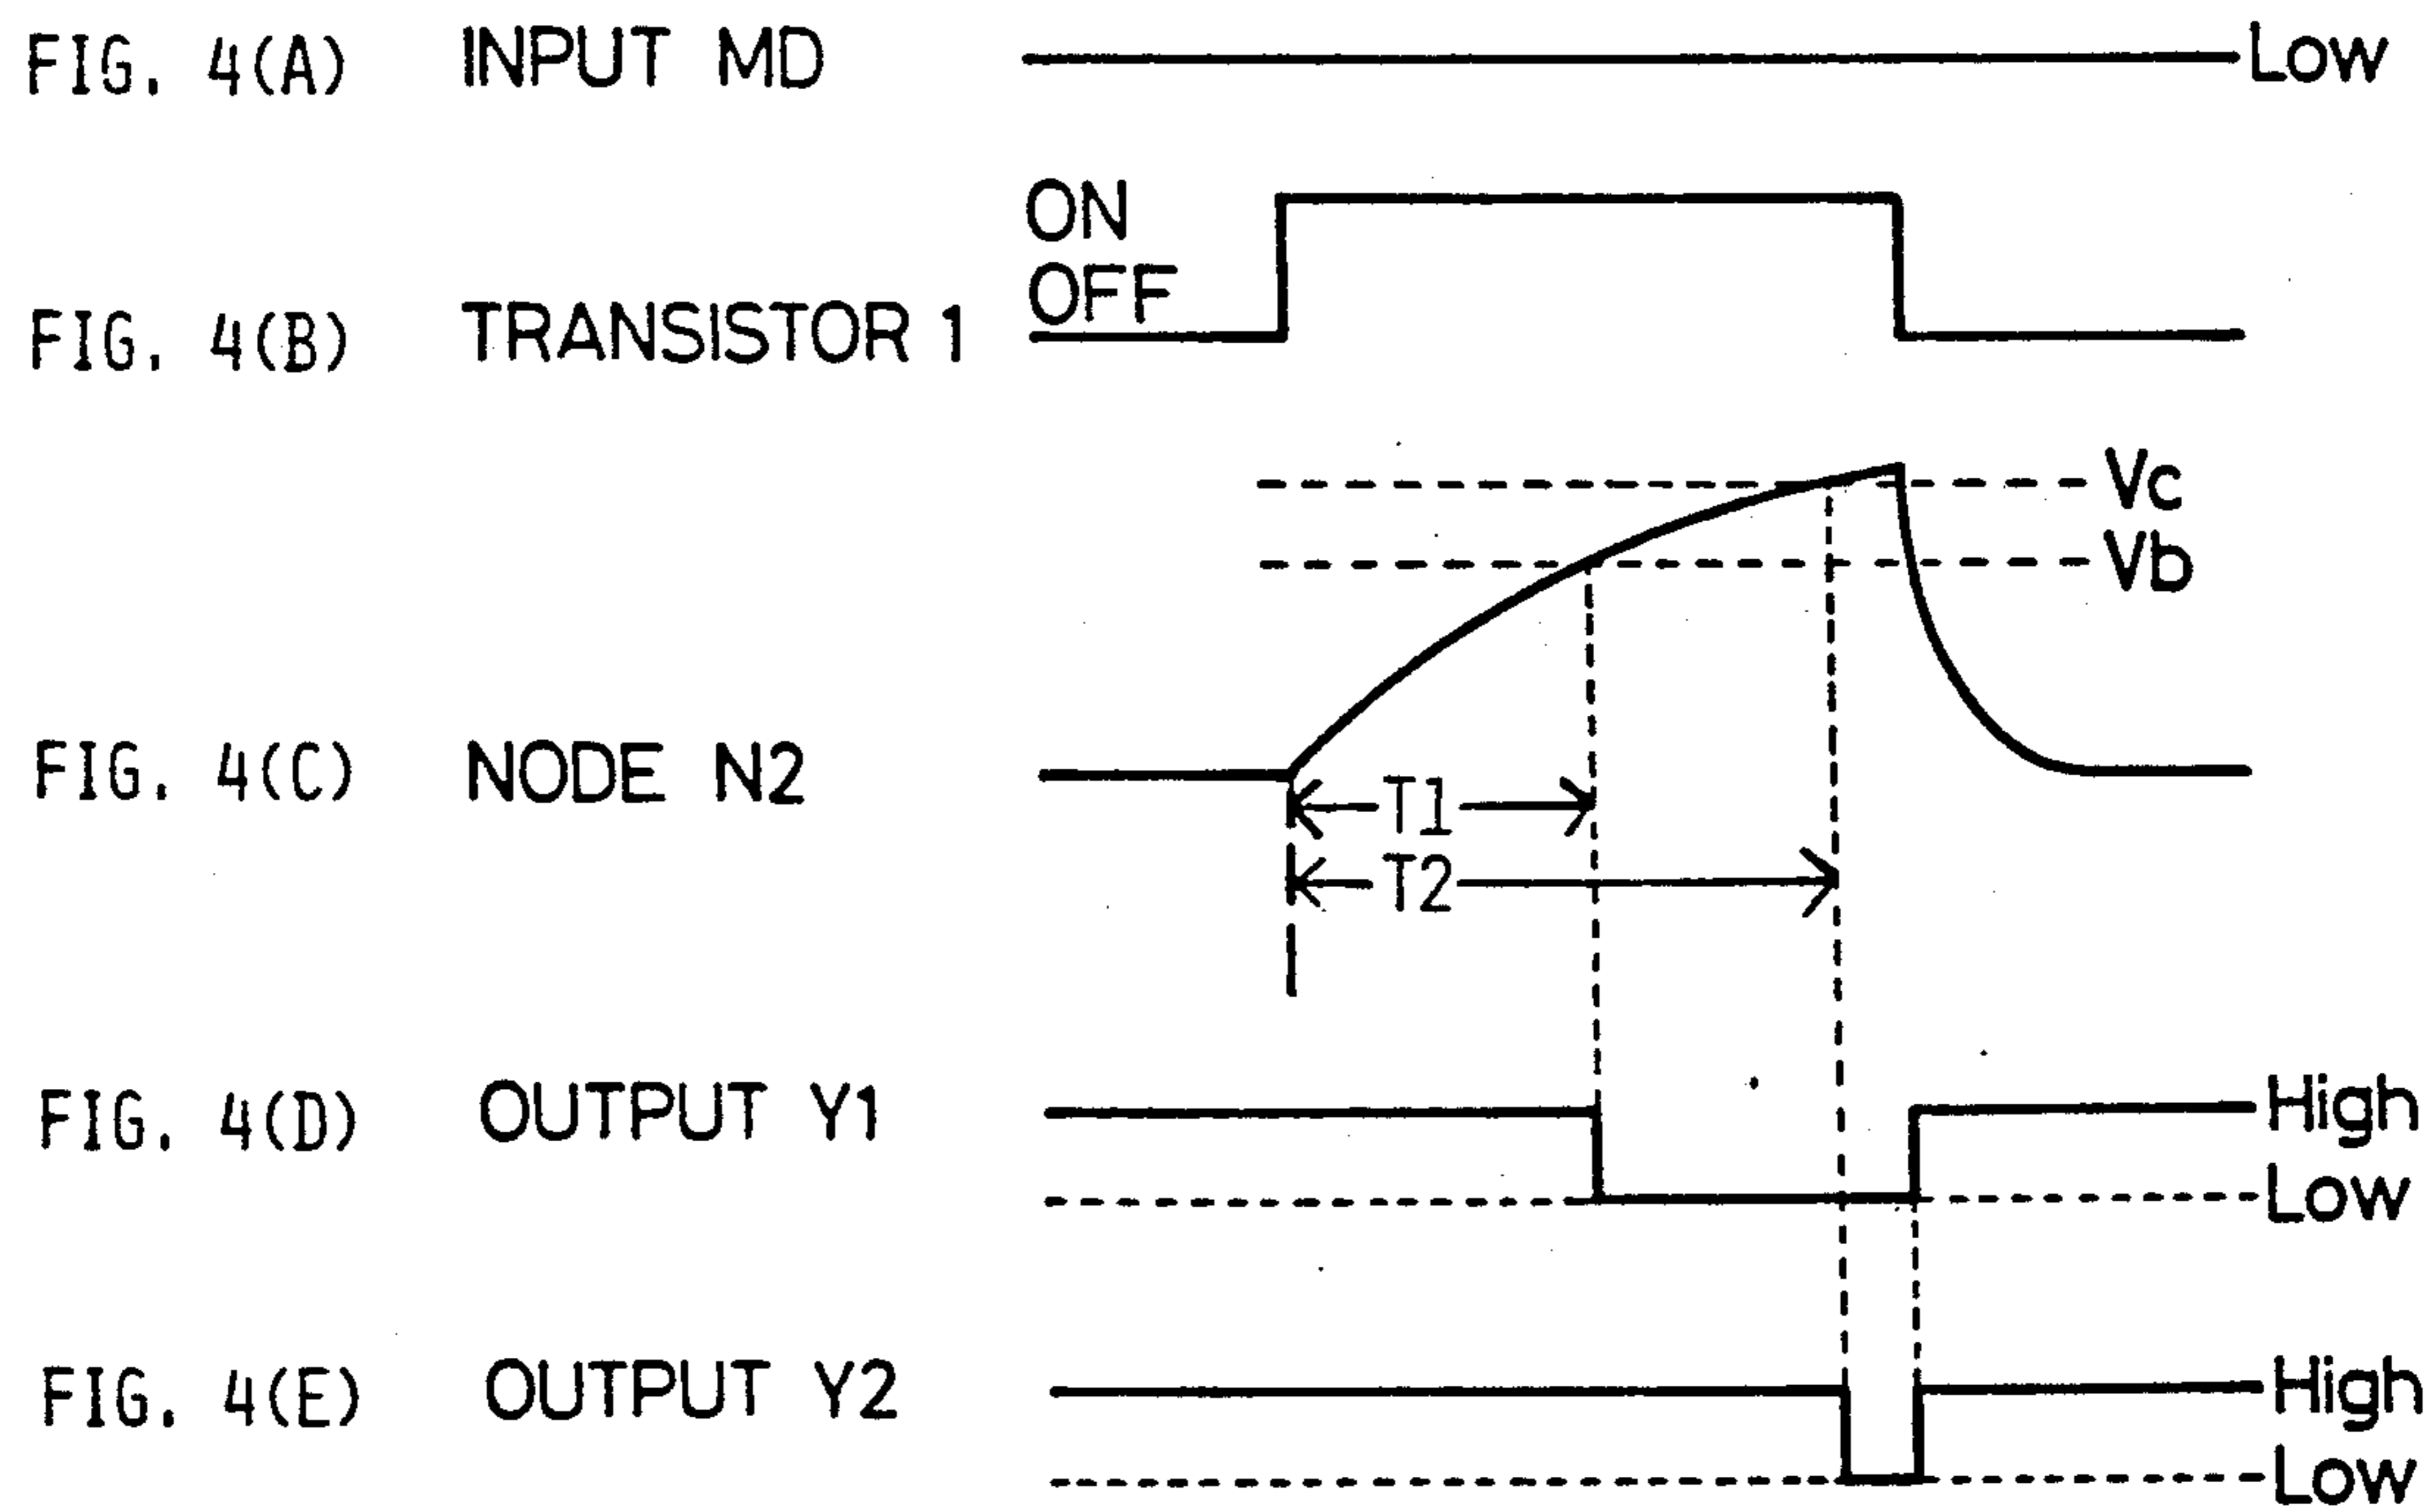 FIG. 4(A) INPUT MD Low
ON
OFF
FIG. 4(B) TRANSISTOR 1
Vc
Vb
FIG. 4(C) NODE N2
T1
T2
FIG. 4(D) OUTPUT Y1 High
Low
FIG. 4(E) OUTPUT Y2 High
Low